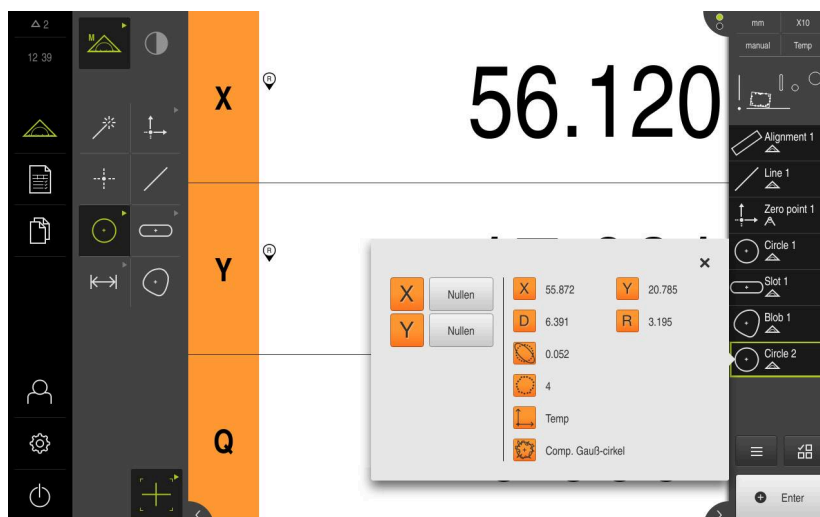 2
12 39
M
X
R
56.120
Y
R
Q
X Nullen
Y Nullen
X 55.872
Y 20.785
D 6.391
R 3.195
0.052
4
Temp
Comp. Gauß-cirkel
mm X10
manual Temp
Alignment 1
Line 1
Zero point 1
Circle 1
Slot 1
Blob 1
Circle 2
Enter